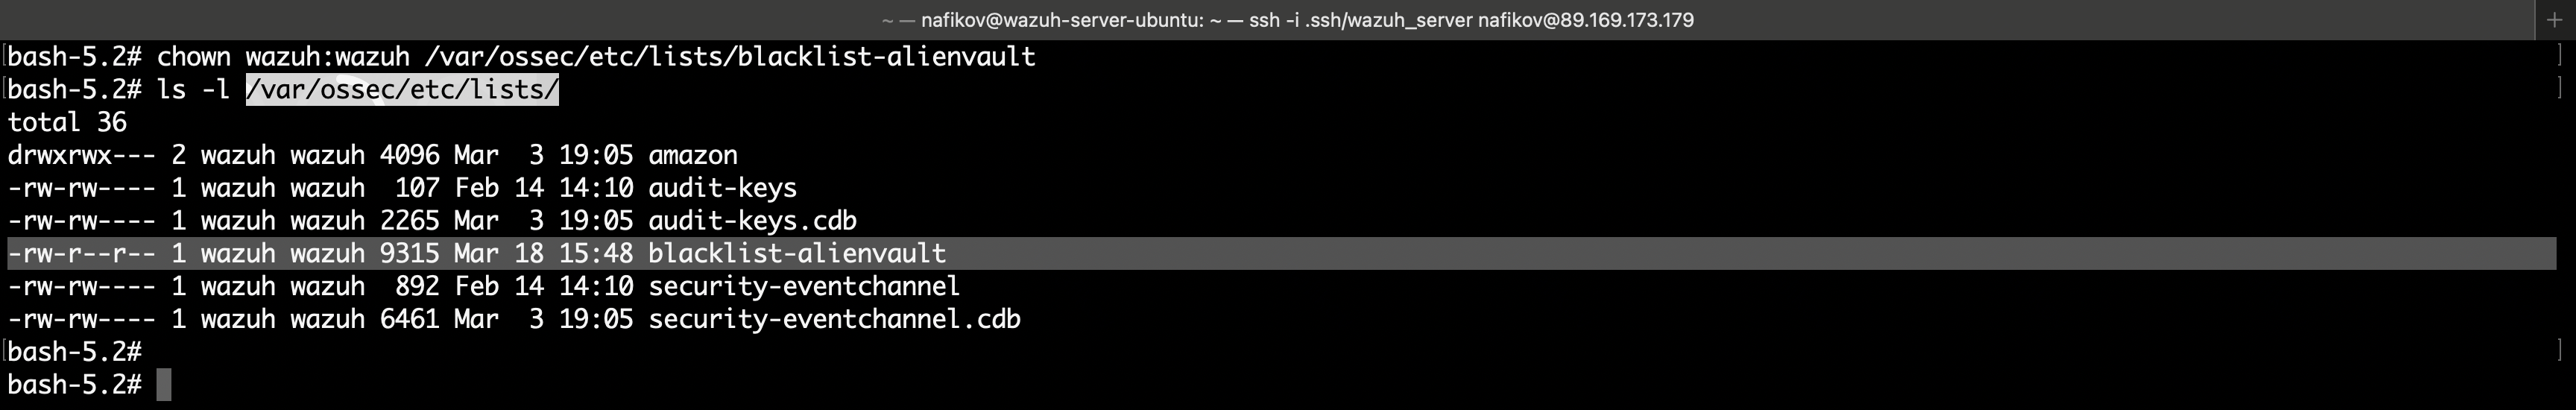 ~ — nafikov@wazuh-server-ubuntu: ~ — ssh -i .ssh/wazuh_server nafikov@89.169.173.179
[bash-5.2# chown wazuh:wazuh /var/ossec/etc/lists/blacklist-alienvault ]
[bash-5.2# ls -l /var/ossec/etc/lists/ ]
total 36
drwxrwx--- 2 wazuh wazuh 4096 Mar  3 19:05 amazon
-rw-rw---- 1 wazuh wazuh  107 Feb 14 14:10 audit-keys
-rw-rw---- 1 wazuh wazuh 2265 Mar  3 19:05 audit-keys.cdb
-rw-r--r-- 1 wazuh wazuh 9315 Mar 18 15:48 blacklist-alienvault
-rw-rw---- 1 wazuh wazuh  892 Feb 14 14:10 security-eventchannel
-rw-rw---- 1 wazuh wazuh 6461 Mar  3 19:05 security-eventchannel.cdb
[bash-5.2# ]
bash-5.2#